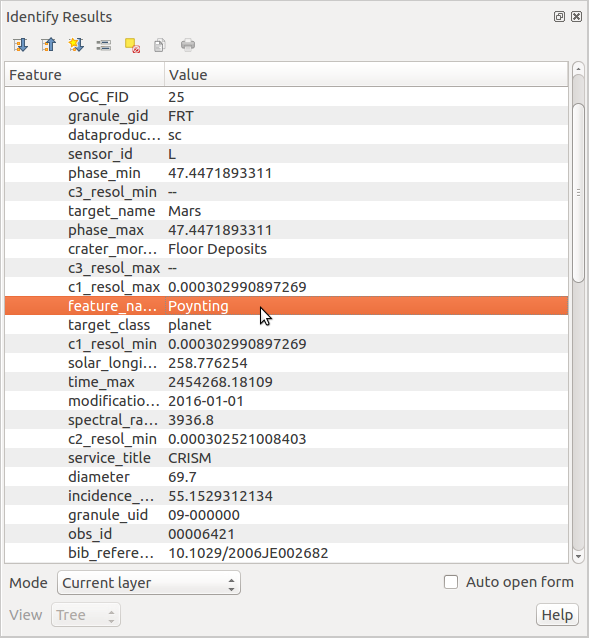 Identify Results
Feature Value
OGC_FID 25
granule_gid FRT
dataproduc... sc
sensor_id L
phase_min 47.4471893311
c3_resol_min --
target_name Mars
phase_max 47.4471893311
crater_mor... Floor Deposits
c3_resol_max --
c1_resol_max 0.000302990897269
feature_na... Poynting
target_class planet
c1_resol_min 0.000302990897269
solar_longi... 258.776254
time_max 2454268.18109
modificatio... 2016-01-01
spectral_ra... 3936.8
c2_resol_min 0.000302521008403
service_title CRISM
diameter 69.7
incidence_... 55.1529312134
granule_uid 09-000000
obs_id 00006421
bib_refere... 10.1029/2006JE002682
Mode Current layer Auto open form
View Tree Help